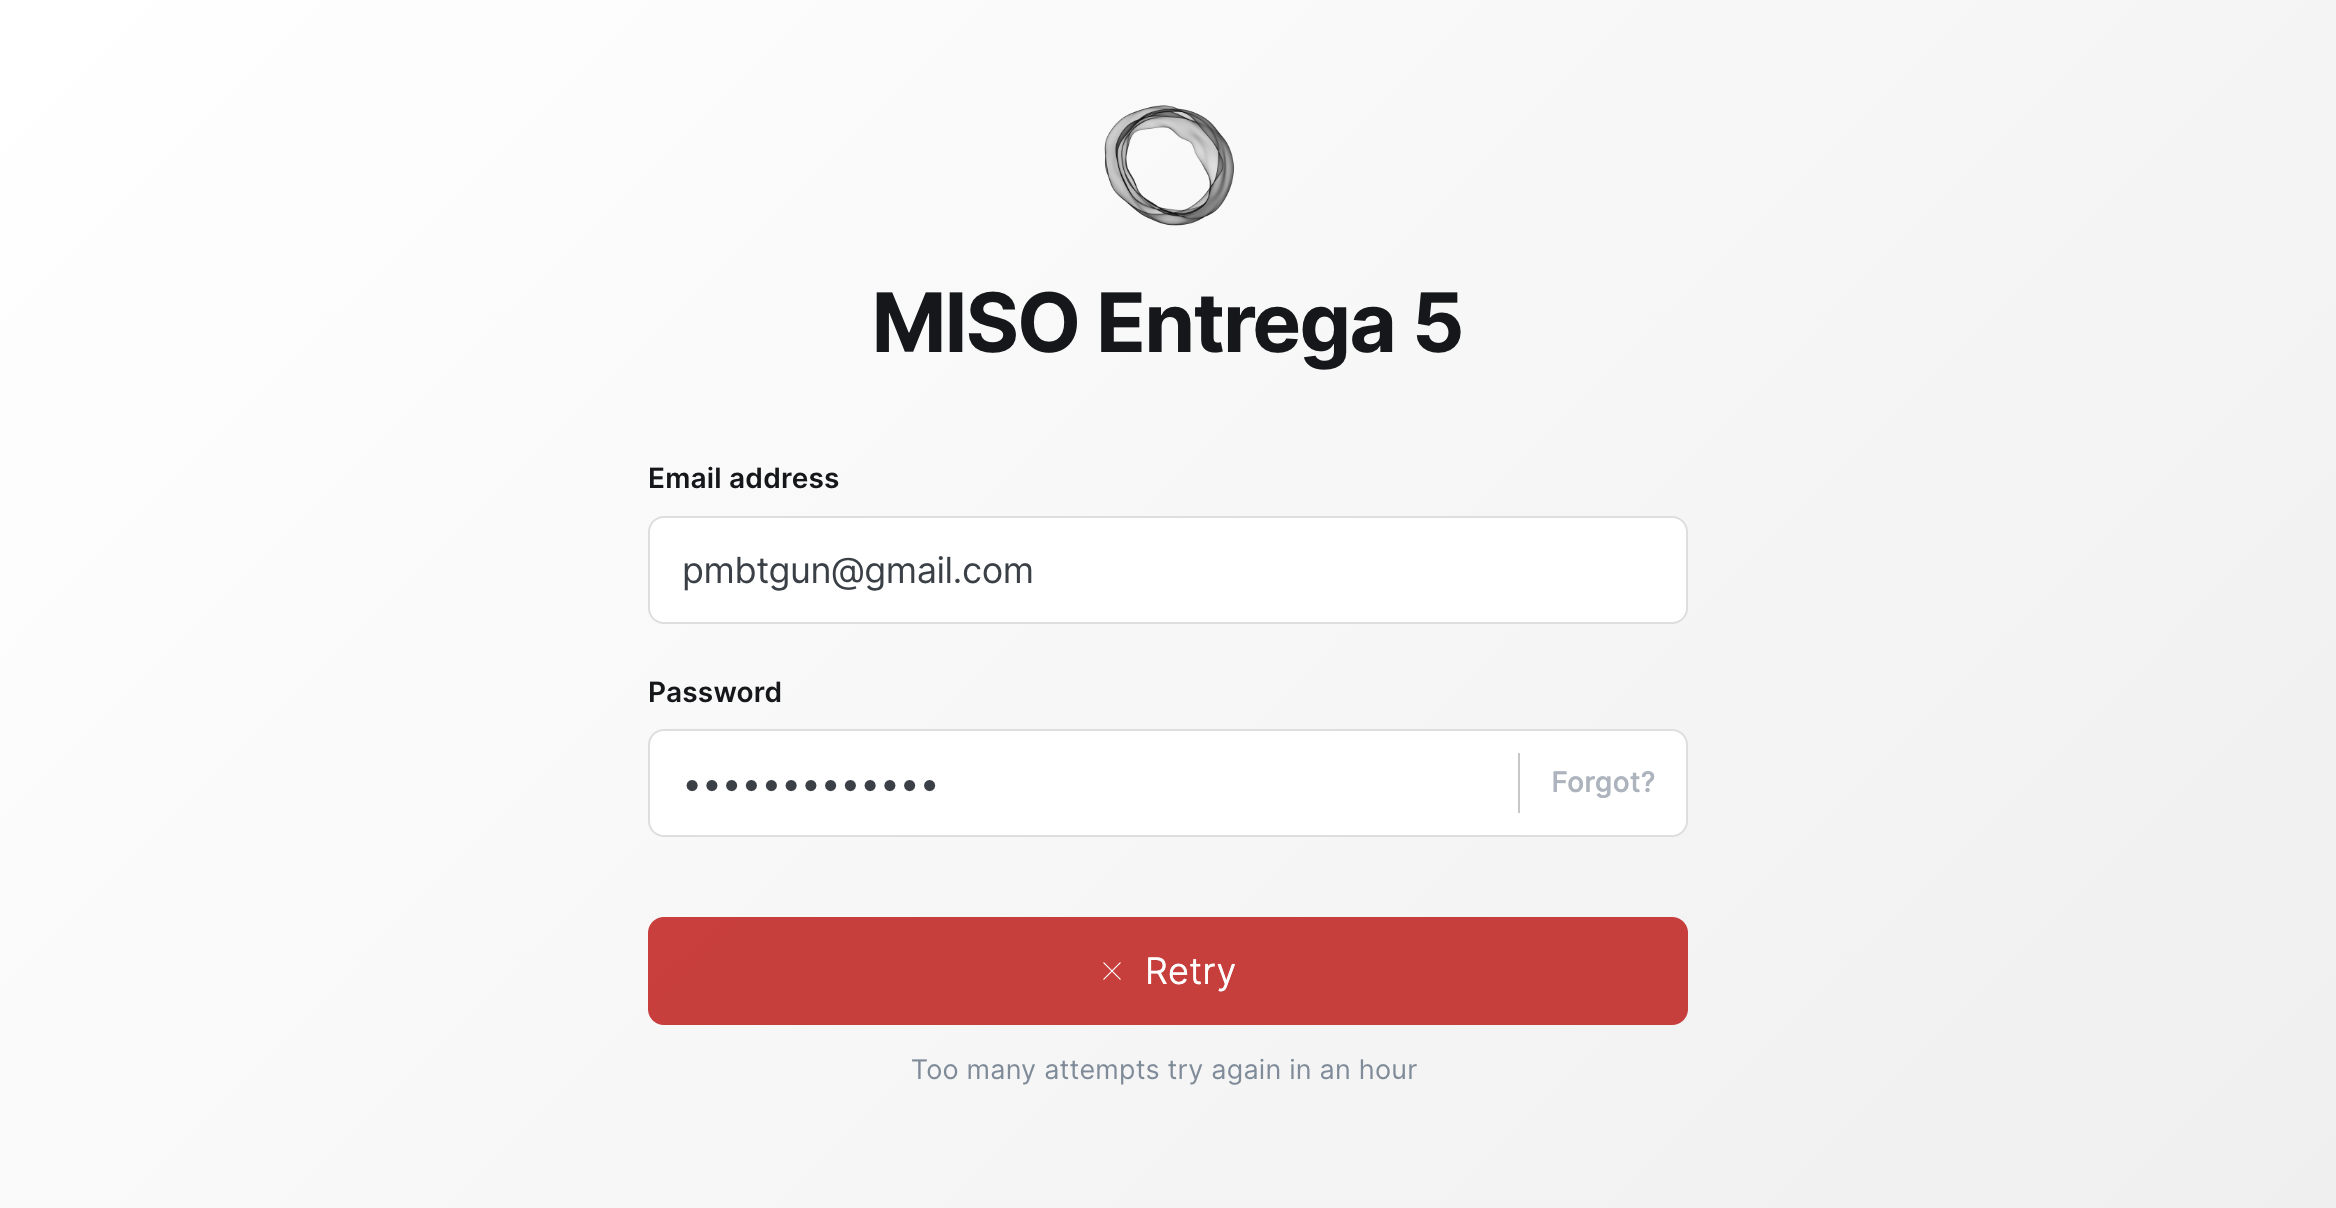 MISO Entrega 5
Email address
pmbtgun@gmail.com
Password
•••••••••••••
Forgot?
Retry
Too many attempts try again in an hour